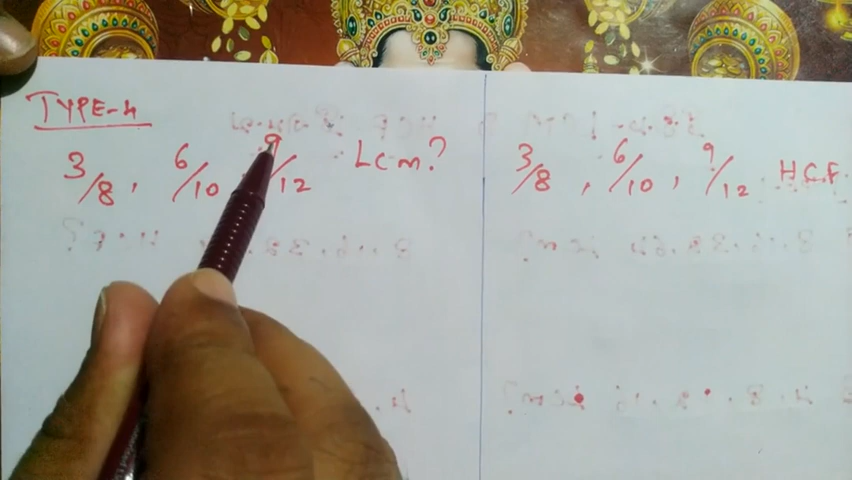 TYPE-4
3/8, 6/10, 9/12 LCM?
3/8, 6/10, 9/12 H.C.F